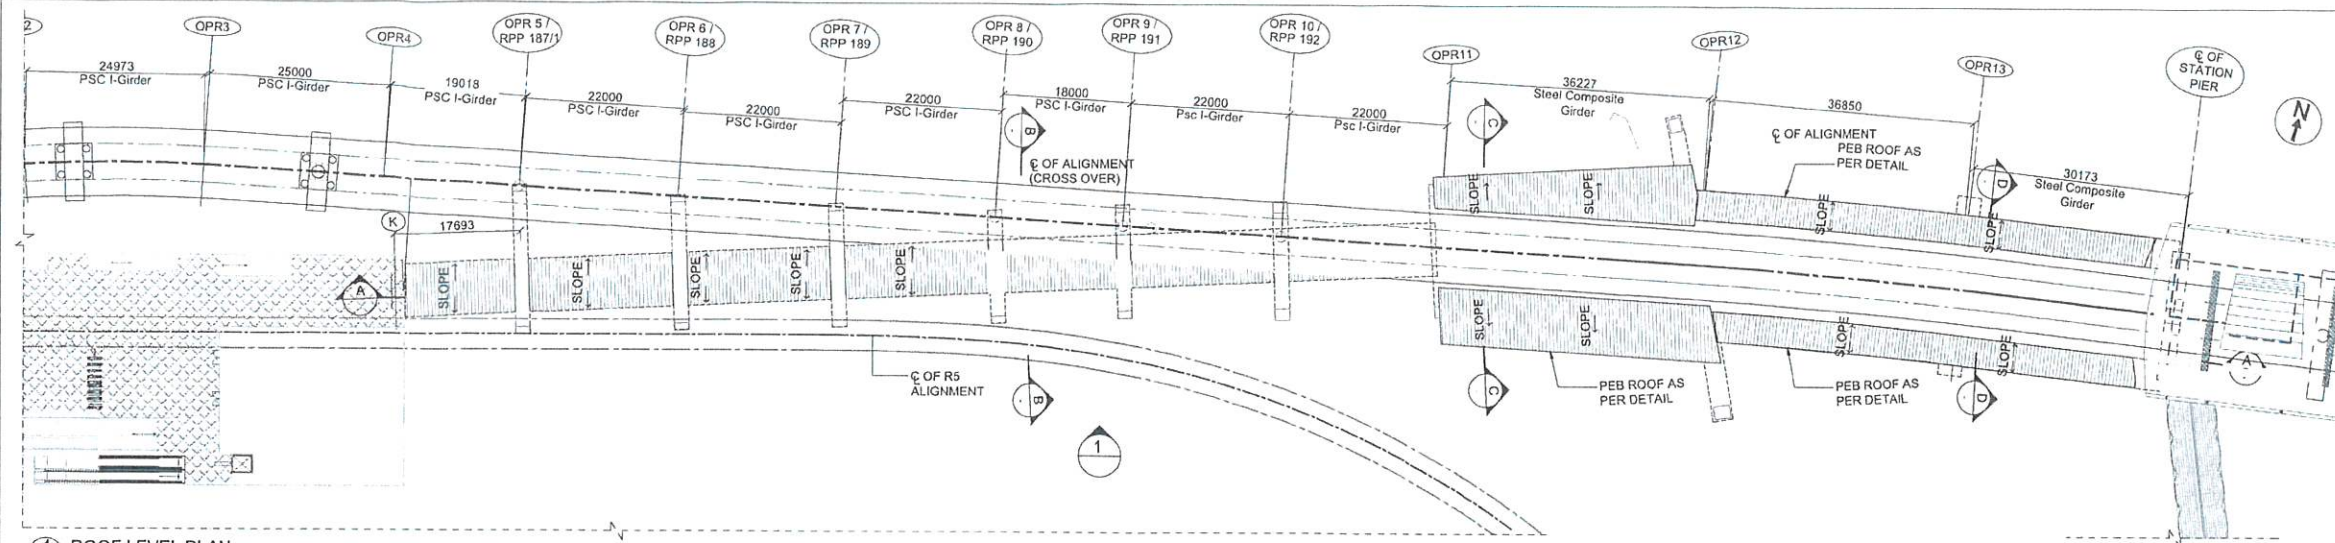 2
OPR3
OPR4
OPR 5 /
RPP 187/1
OPR 6 /
RPP 188
OPR 7 /
RPP 189
OPR 8 /
RPP 190
OPR 9 /
RPP 191
OPR 10 /
RPP 192
OPR11
OPR12
OPR13
℄ OF
STATION
PIER
N
24973
PSC I-Girder
25000
PSC I-Girder
19018
PSC I-Girder
22000
PSC I-Girder
22000
PSC I-Girder
22000
PSC I-Girder
18000
PSC I-Girder
22000
Psc I-Girder
22000
Psc I-Girder
36227
Steel Composite
Girder
36850
30173
Steel Composite
Girder
B
℄ OF ALIGNMENT
(CROSS OVER)
C
℄ OF ALIGNMENT
PEB ROOF AS
PER DETAIL
D
K
17693
A
SLOPE
SLOPE
SLOPE
SLOPE
SLOPE
SLOPE
SLOPE
SLOPE
SLOPE
SLOPE
SLOPE
SLOPE
SLOPE
℄ OF R5
ALIGNMENT
B
1
C
PEB ROOF AS
PER DETAIL
PEB ROOF AS
PER DETAIL
D
A
1 ROOF LEVEL PLAN